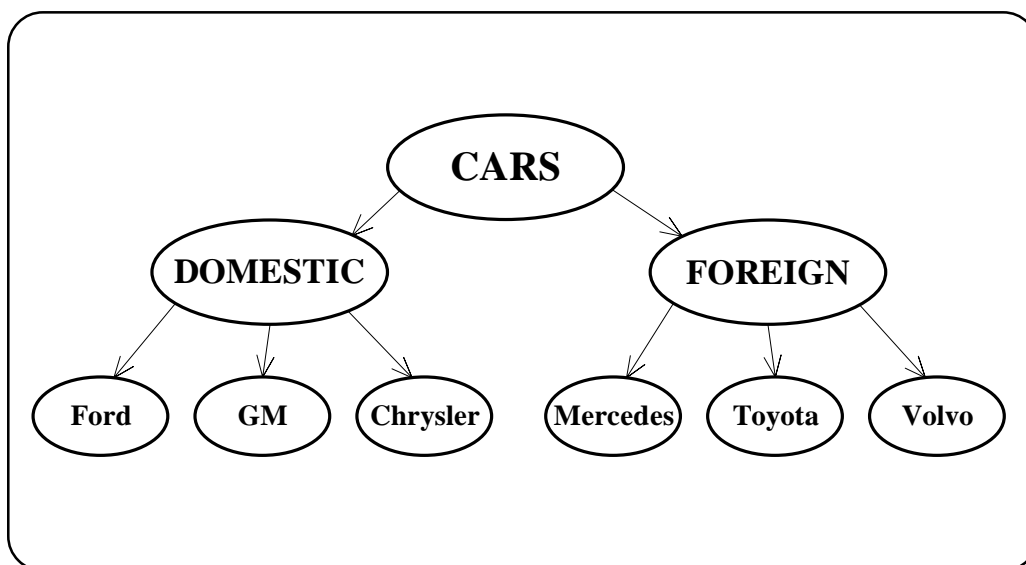 CARS
DOMESTIC
FOREIGN
Ford
GM
Chrysler
Mercedes
Toyota
Volvo